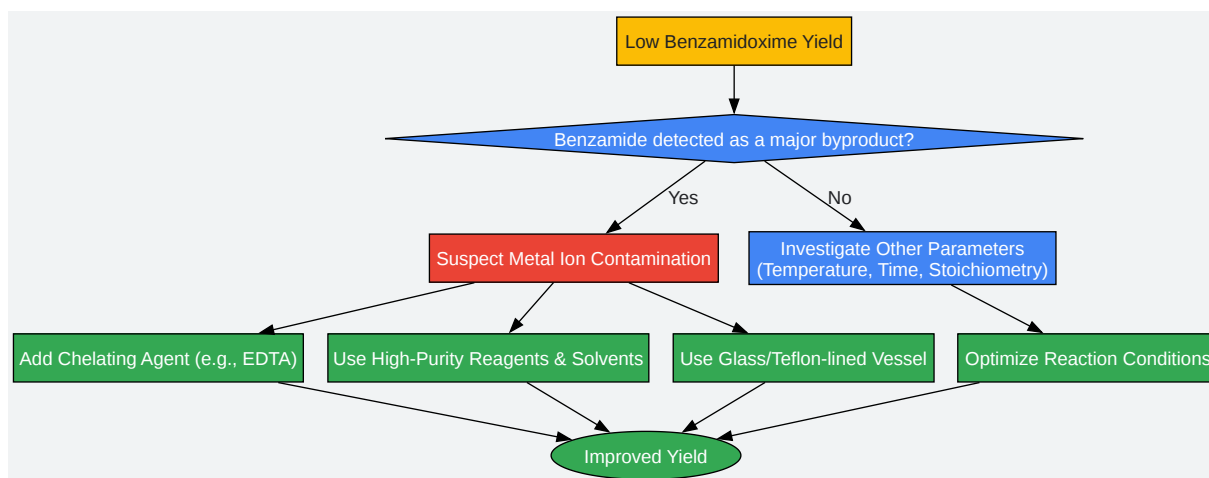 Low Benzamidoxime Yield
Benzamide detected as a major byproduct?
Yes
No
Suspect Metal Ion Contamination
Investigate Other Parameters
(Temperature, Time, Stoichiometry)
Add Chelating Agent (e.g., EDTA)
Use High-Purity Reagents & Solvents
Use Glass/Teflon-lined Vessel
Optimize Reaction Conditions
Improved Yield